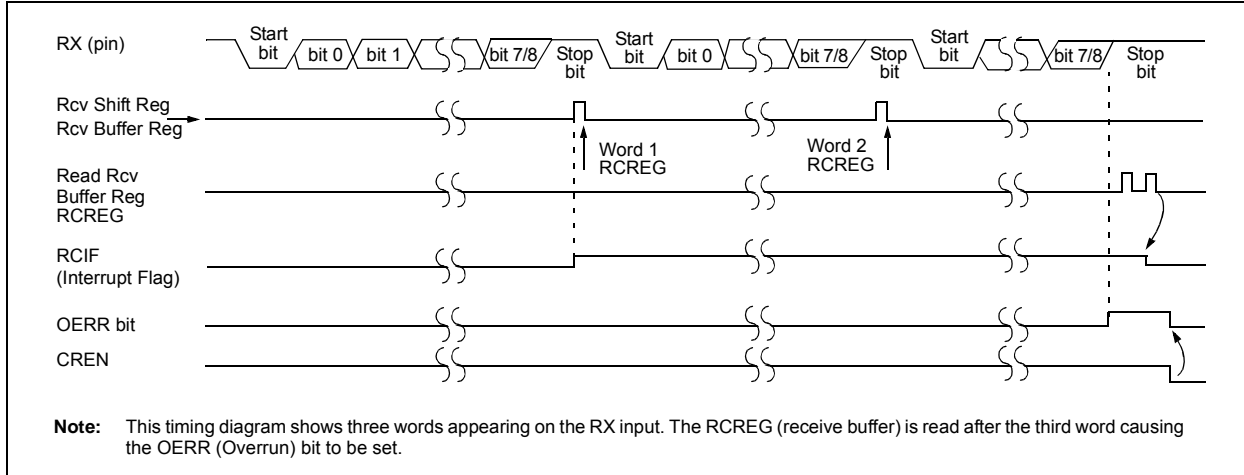 RX (pin)
Start bit
bit 0
bit 1
bit 7/8
Stop bit
Start bit
bit 0
bit 7/8
Stop bit
Start bit
bit 7/8
Stop bit
Rcv Shift Reg
Rcv Buffer Reg
Word 1
RCREG
Word 2
RCREG
Read Rcv
Buffer Reg
RCREG
RCIF
(Interrupt Flag)
OERR bit
CREN
Note: This timing diagram shows three words appearing on the RX input. The RCREG (receive buffer) is read after the third word causing
the OERR (Overrun) bit to be set.